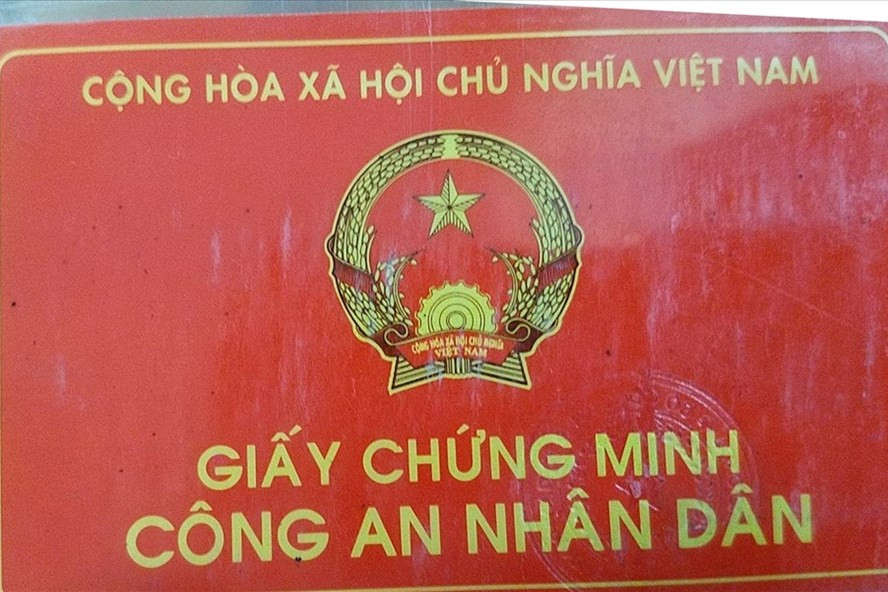 CỘNG HÒA XÃ HỘI CHỦ NGHĨA VIỆT NAM
CỘNG HÒA XÃ HỘI CHỦ NGHĨA
VIỆT NAM
GIẤY CHỨNG MINH
CÔNG AN NHÂN DÂN